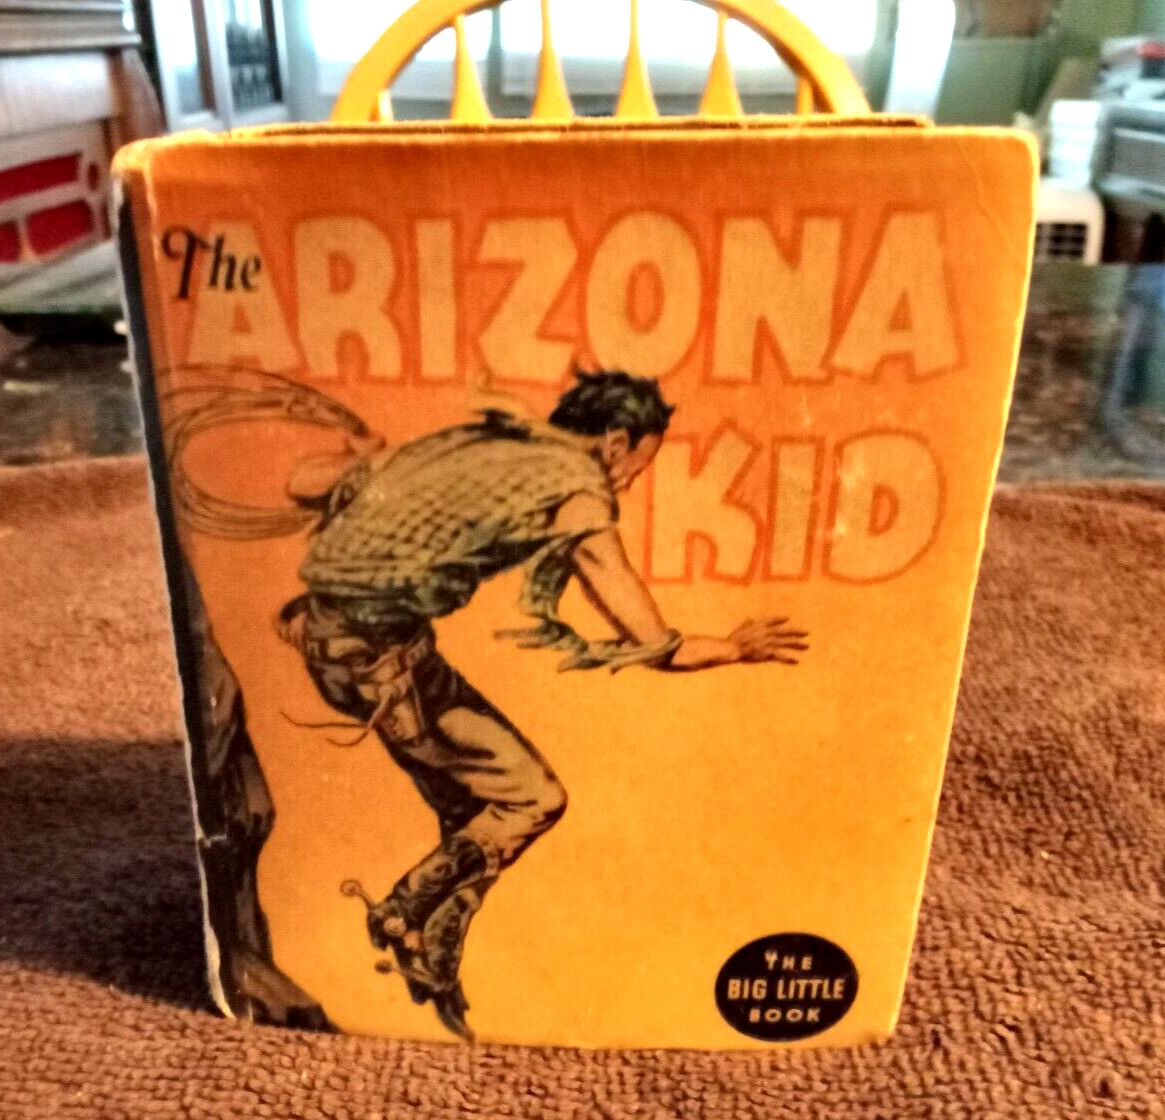 The ARIZONA
KID
THE
BIG LITTLE
BOOK